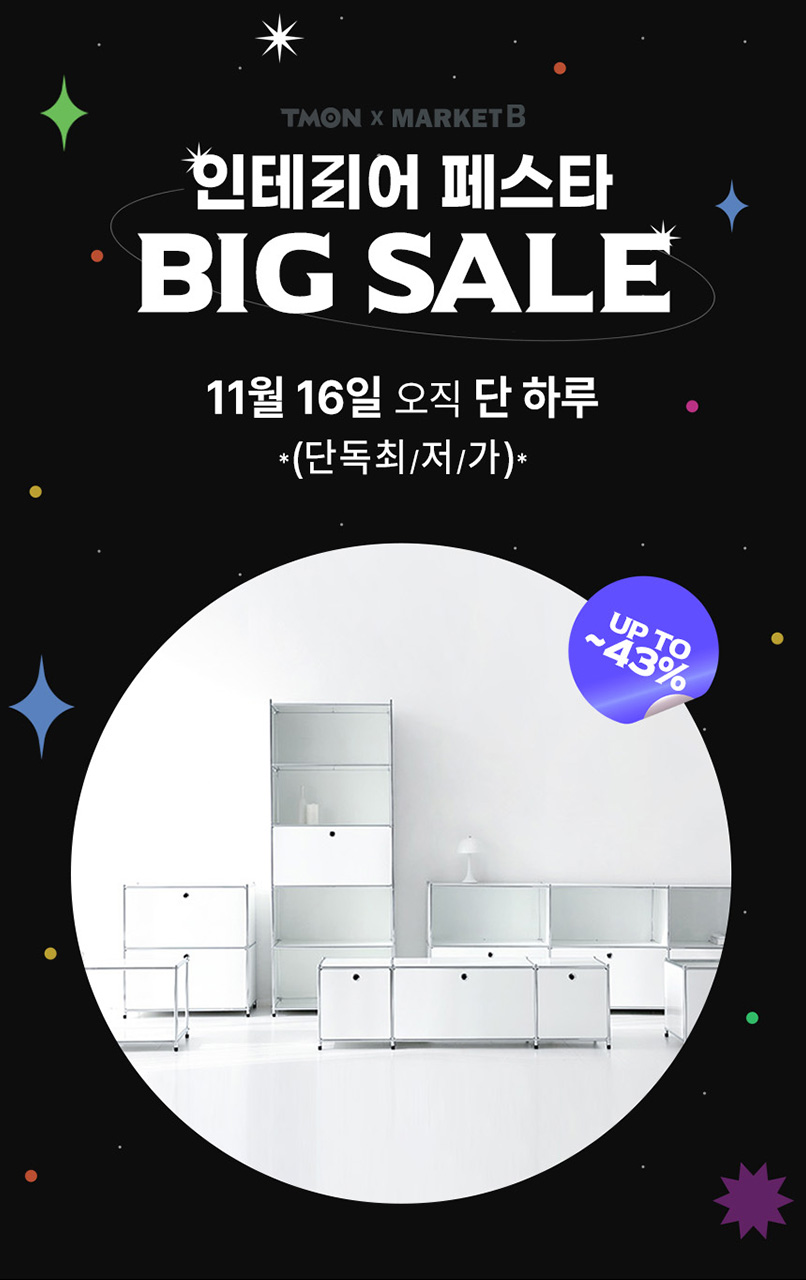 TMON X MARKETB
인테리어 페스타
BIG SALE
11월 16일 오직 단 하루
*(단독최/저/가)*
UP TO
~43%